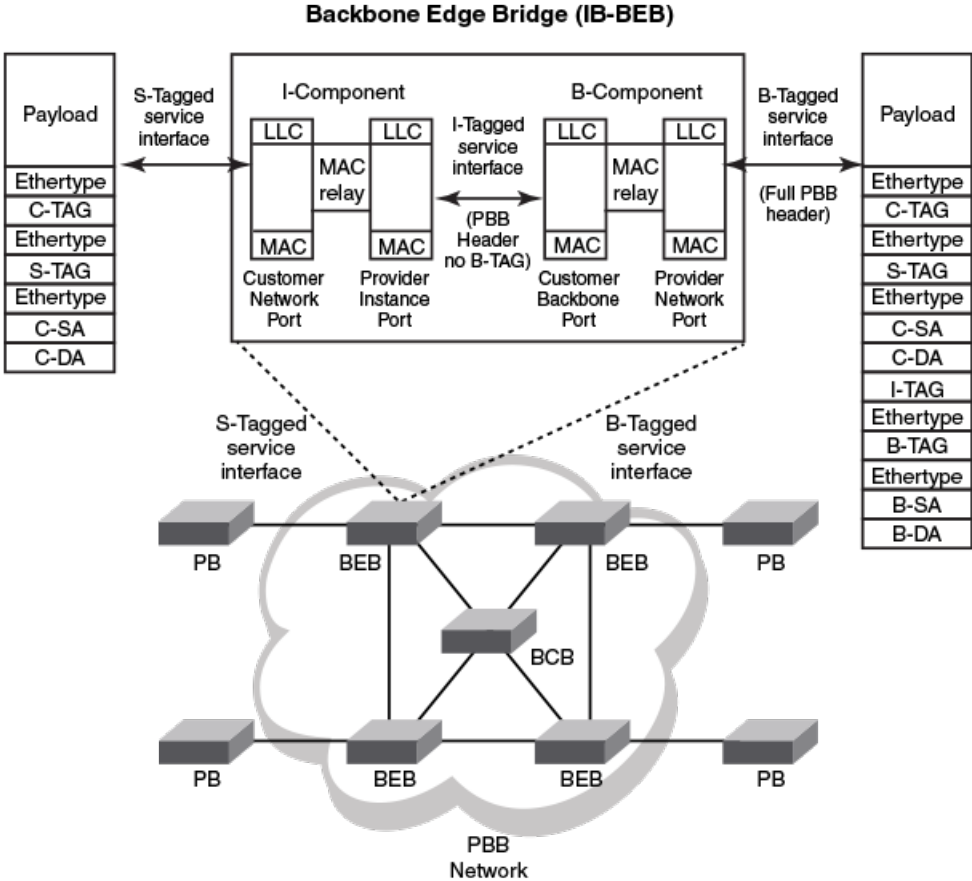 Backbone Edge Bridge (IB-BEB)
Payload
Ethertype
C-TAG
Ethertype
S-TAG
Ethertype
C-SA
C-DA
S-Tagged
service
interface
I-Component
LLC
LLC
MAC
relay
MAC
MAC
Customer
Network
Port
Provider
Instance
Port
I-Tagged
service
interface
(PBB
Header
no B-TAG)
B-Component
LLC
LLC
MAC
relay
MAC
MAC
Customer
Backbone
Port
Provider
Network
Port
B-Tagged
service
interface
(Full PBB
header)
Payload
Ethertype
C-TAG
Ethertype
S-TAG
Ethertype
C-SA
C-DA
I-TAG
Ethertype
B-TAG
Ethertype
B-SA
B-DA
S-Tagged
service
interface
B-Tagged
service
interface
PB
BEB
BEB
PB
BCB
PB
BEB
BEB
PB
PBB
Network